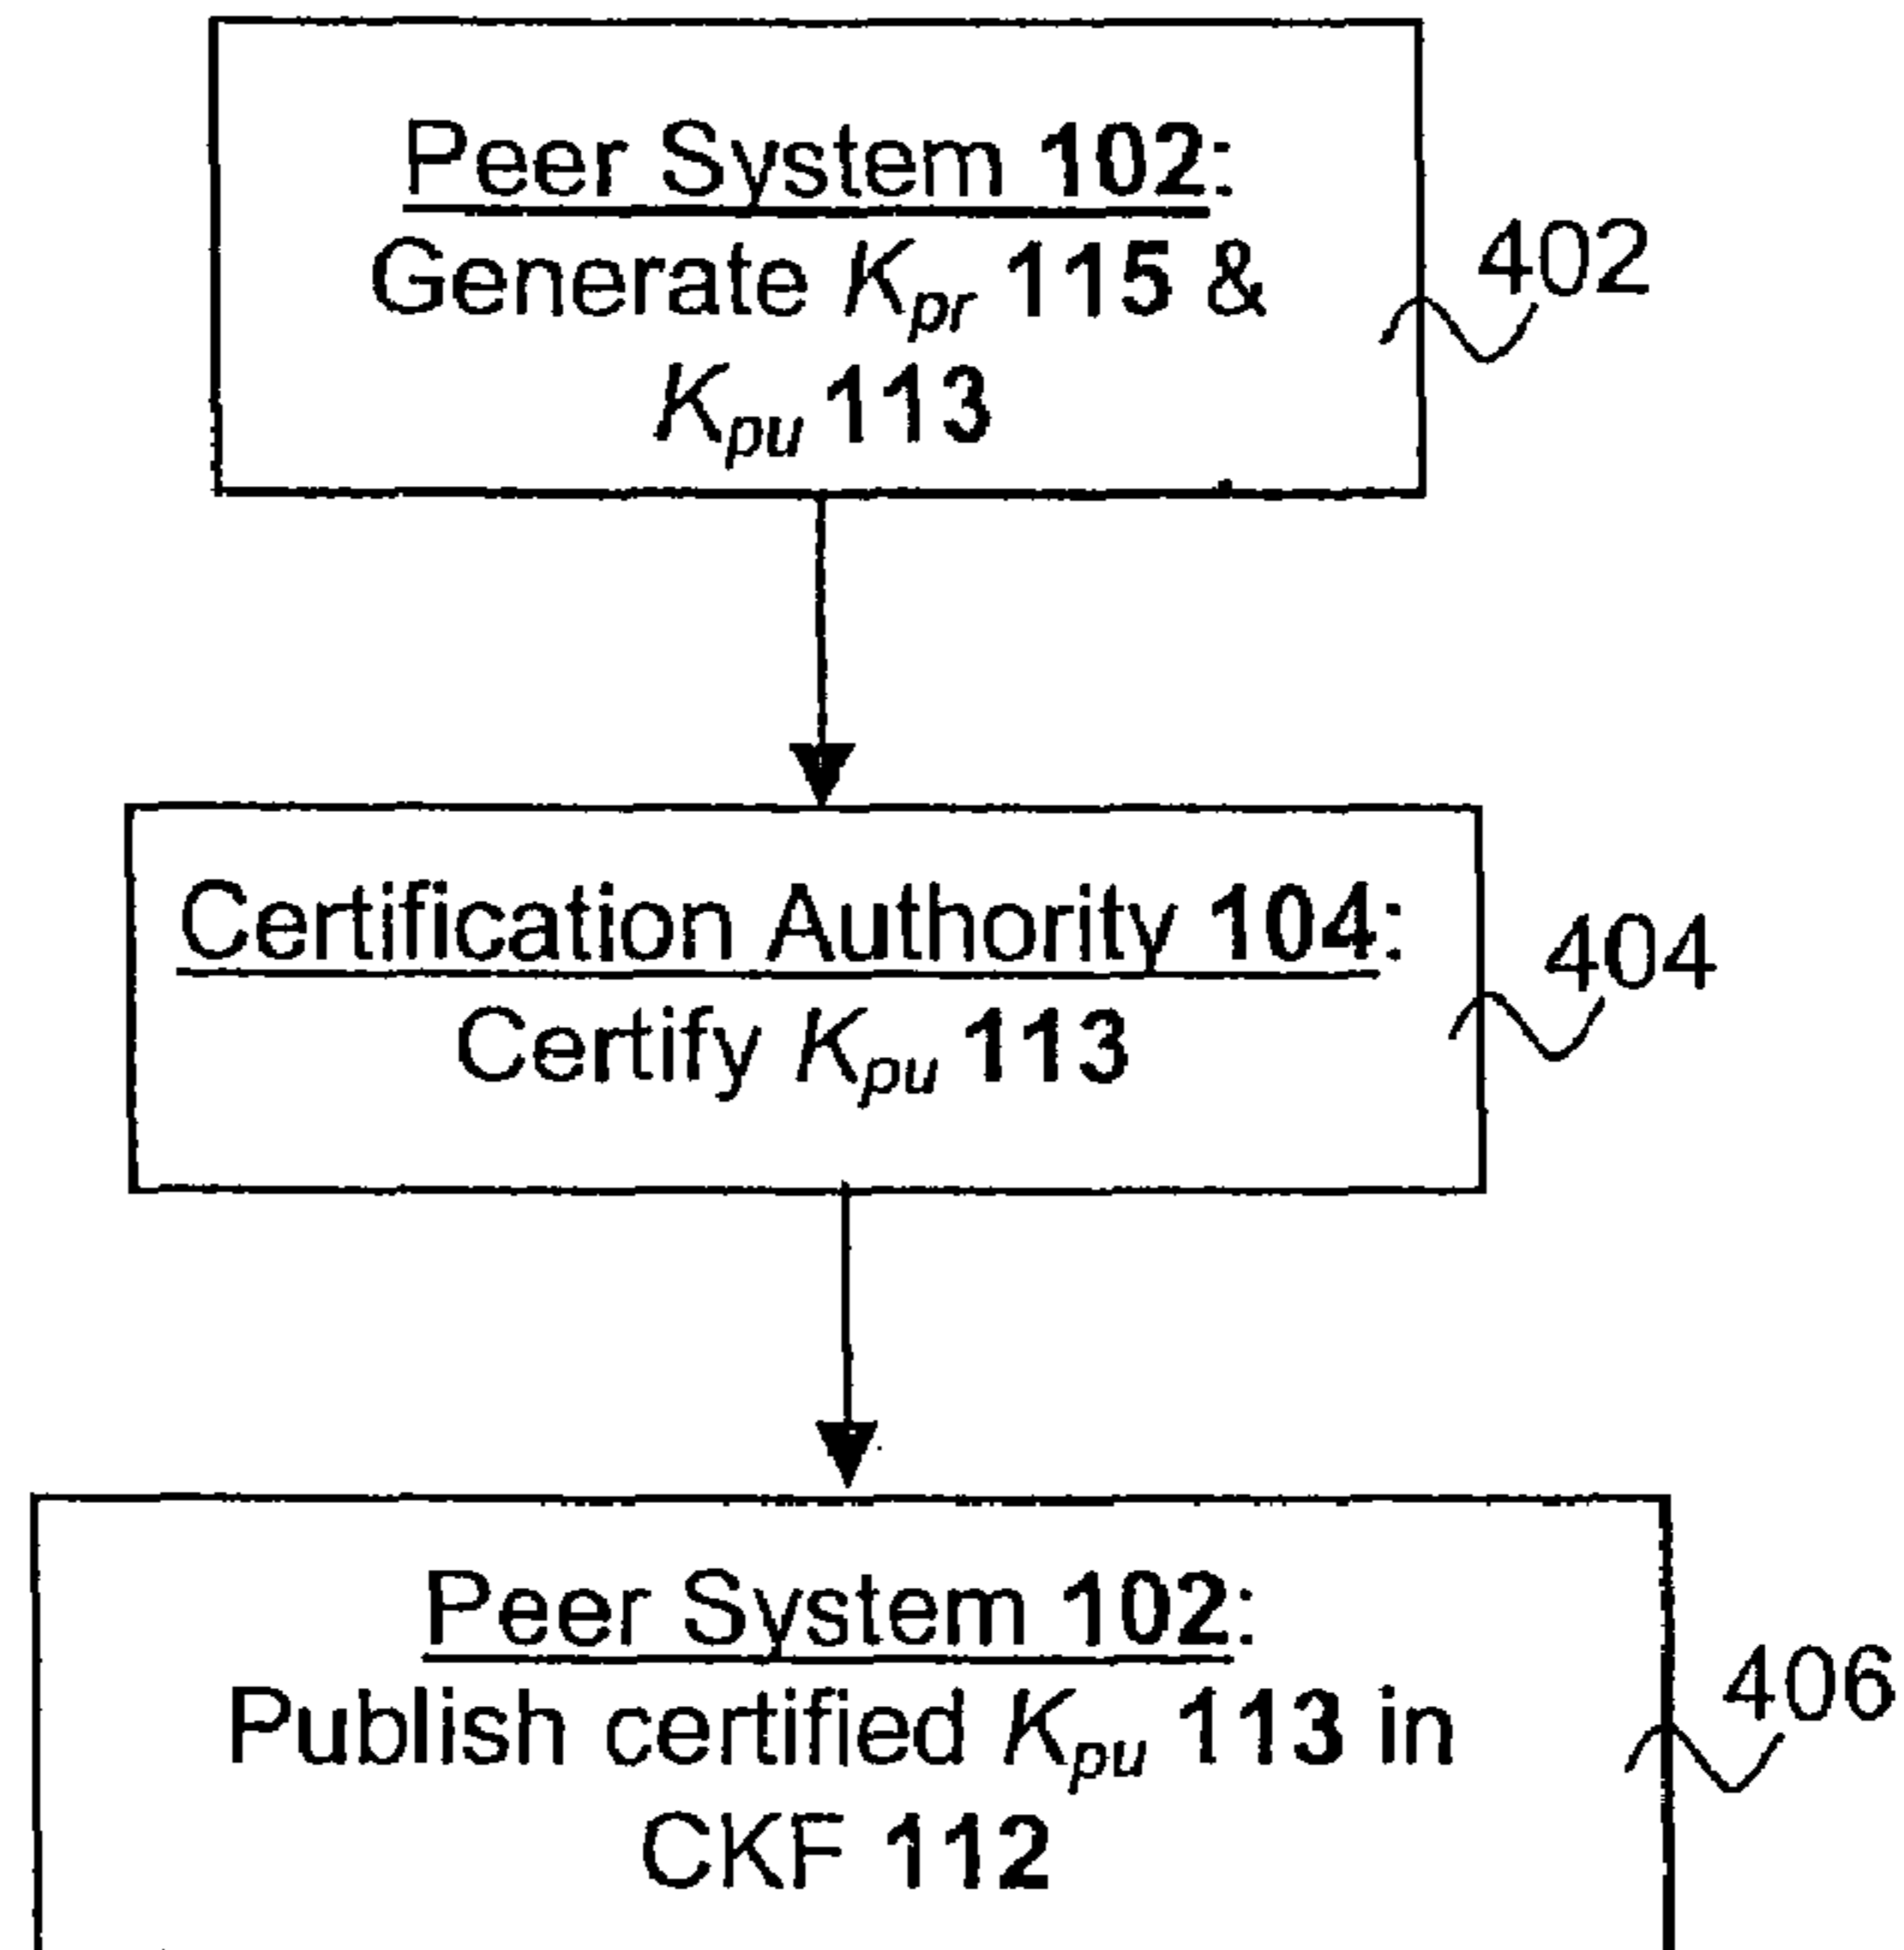 Peer System 102:
Generate Kpr 115 &
Kpu 113
402
Certification Authority 104:
Certify Kpu 113
404
Peer System 102:
Publish certified Kpu 113 in
CKF 112
406